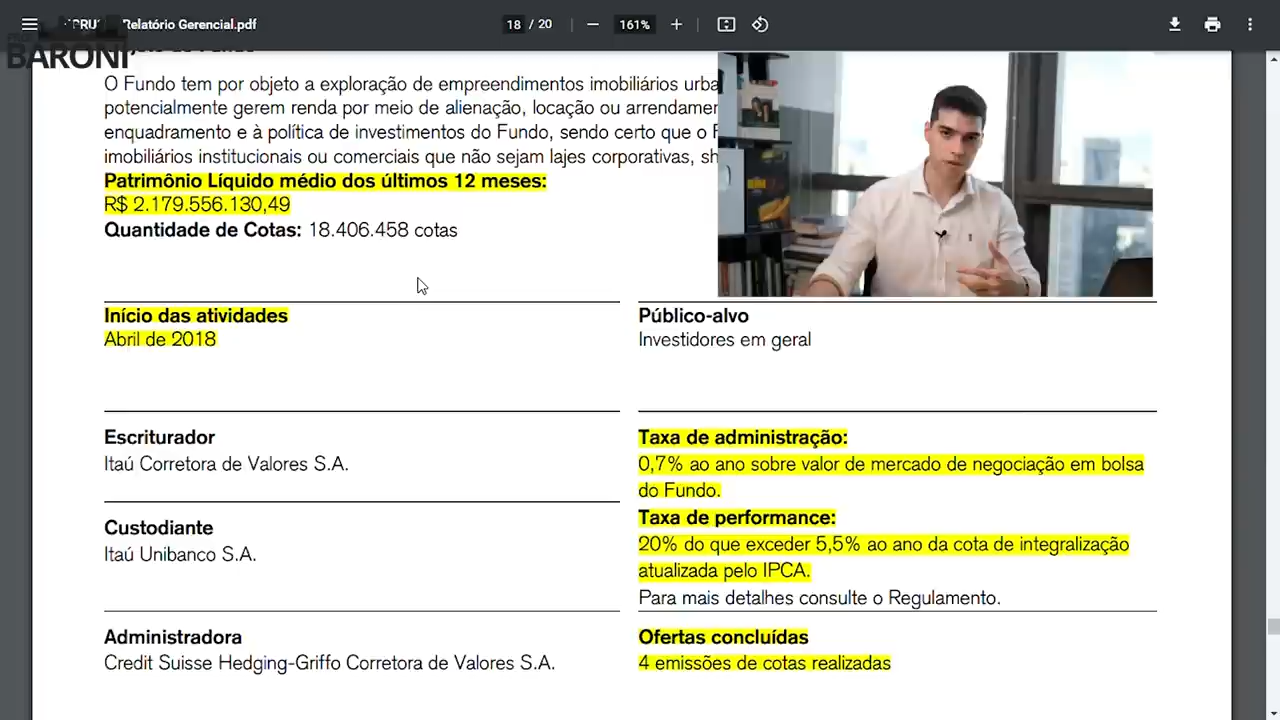 Relatório Gerencial.pdf
18 / 20
161%
BARONI
O Fundo tem por objeto a exploração de empreendimentos imobiliários urba
potencialmente gerem renda por meio de alienação, locação ou arrendamer
enquadramento e à política de investimentos do Fundo, sendo certo que o F
imobiliários institucionais ou comerciais que não sejam lajes corporativas, sh
Patrimônio Líquido médio dos últimos 12 meses:
R$ 2.179.556.130,49
Quantidade de Cotas: 18.406.458 cotas
Início das atividades
Abril de 2018
Público-alvo
Investidores em geral
Escriturador
Itaú Corretora de Valores S.A.
Custodiante
Itaú Unibanco S.A.
Taxa de administração:
0,7% ao ano sobre valor de mercado de negociação em bolsa
do Fundo.
Taxa de performance:
20% do que exceder 5,5% ao ano da cota de integralização
atualizada pelo IPCA.
Para mais detalhes consulte o Regulamento.
Administradora
Credit Suisse Hedging-Griffo Corretora de Valores S.A.
Ofertas concluídas
4 emissões de cotas realizadas